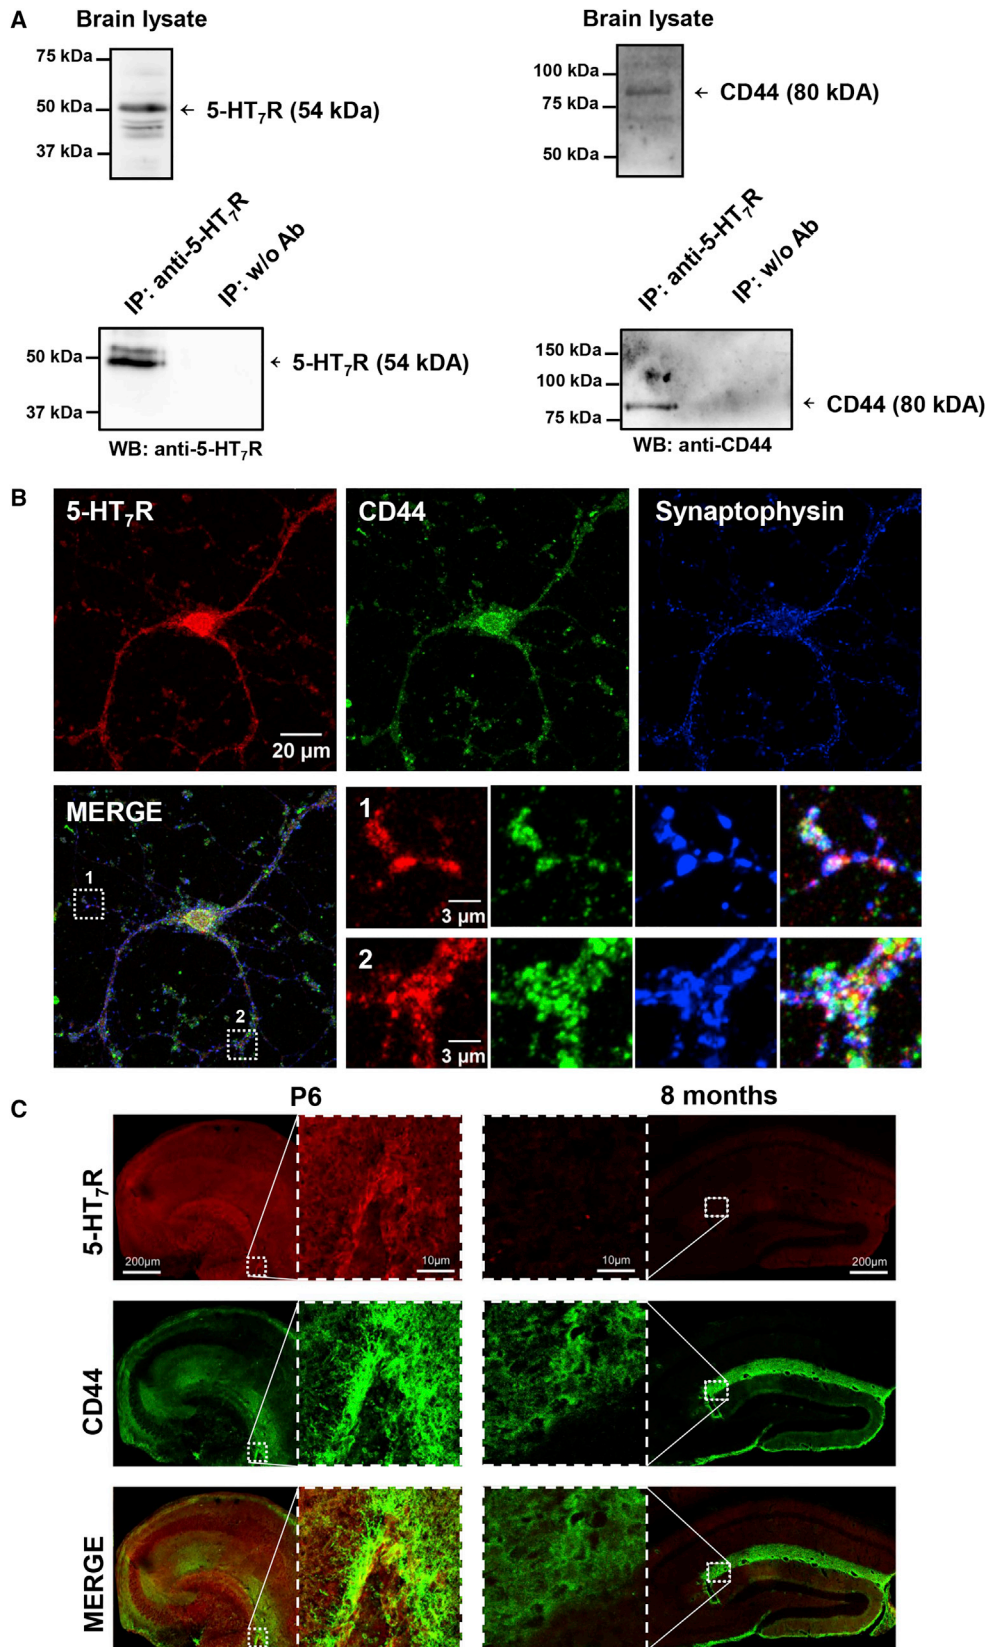 A
Brain lysate
75 kDa
50 kDa
37 kDa
← 5-HT₇R (54 kDa)
Brain lysate
100 kDa
75 kDa
50 kDa
← CD44 (80 kDA)
IP: anti-5-HT₇R
IP: w/o Ab
50 kDa
37 kDa
← 5-HT₇R (54 kDA)
WB: anti-5-HT₇R
IP: anti-5-HT₇R
IP: w/o Ab
150 kDa
100 kDa
75 kDa
← CD44 (80 kDA)
WB: anti-CD44
B
5-HT₇R
20 µm
CD44
Synaptophysin
MERGE
1
2
1
3 µm
2
3 µm
C
P6
8 months
5-HT₇R
200µm
10µm
10µm
200µm
CD44
MERGE